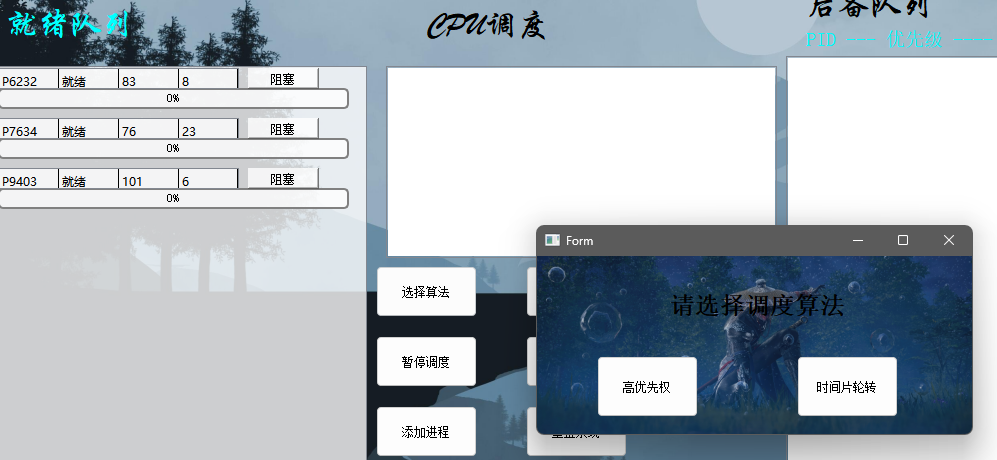 就绪队列
CPU调度
后备队列
PID --- 优先级
P6232 就绪 83 8 阻塞
0%
P7634 就绪 76 23 阻塞
0%
P9403 就绪 101 6 阻塞
0%
Form
请选择调度算法
高优先权 时间片轮转
选择算法
暂停调度
添加进程